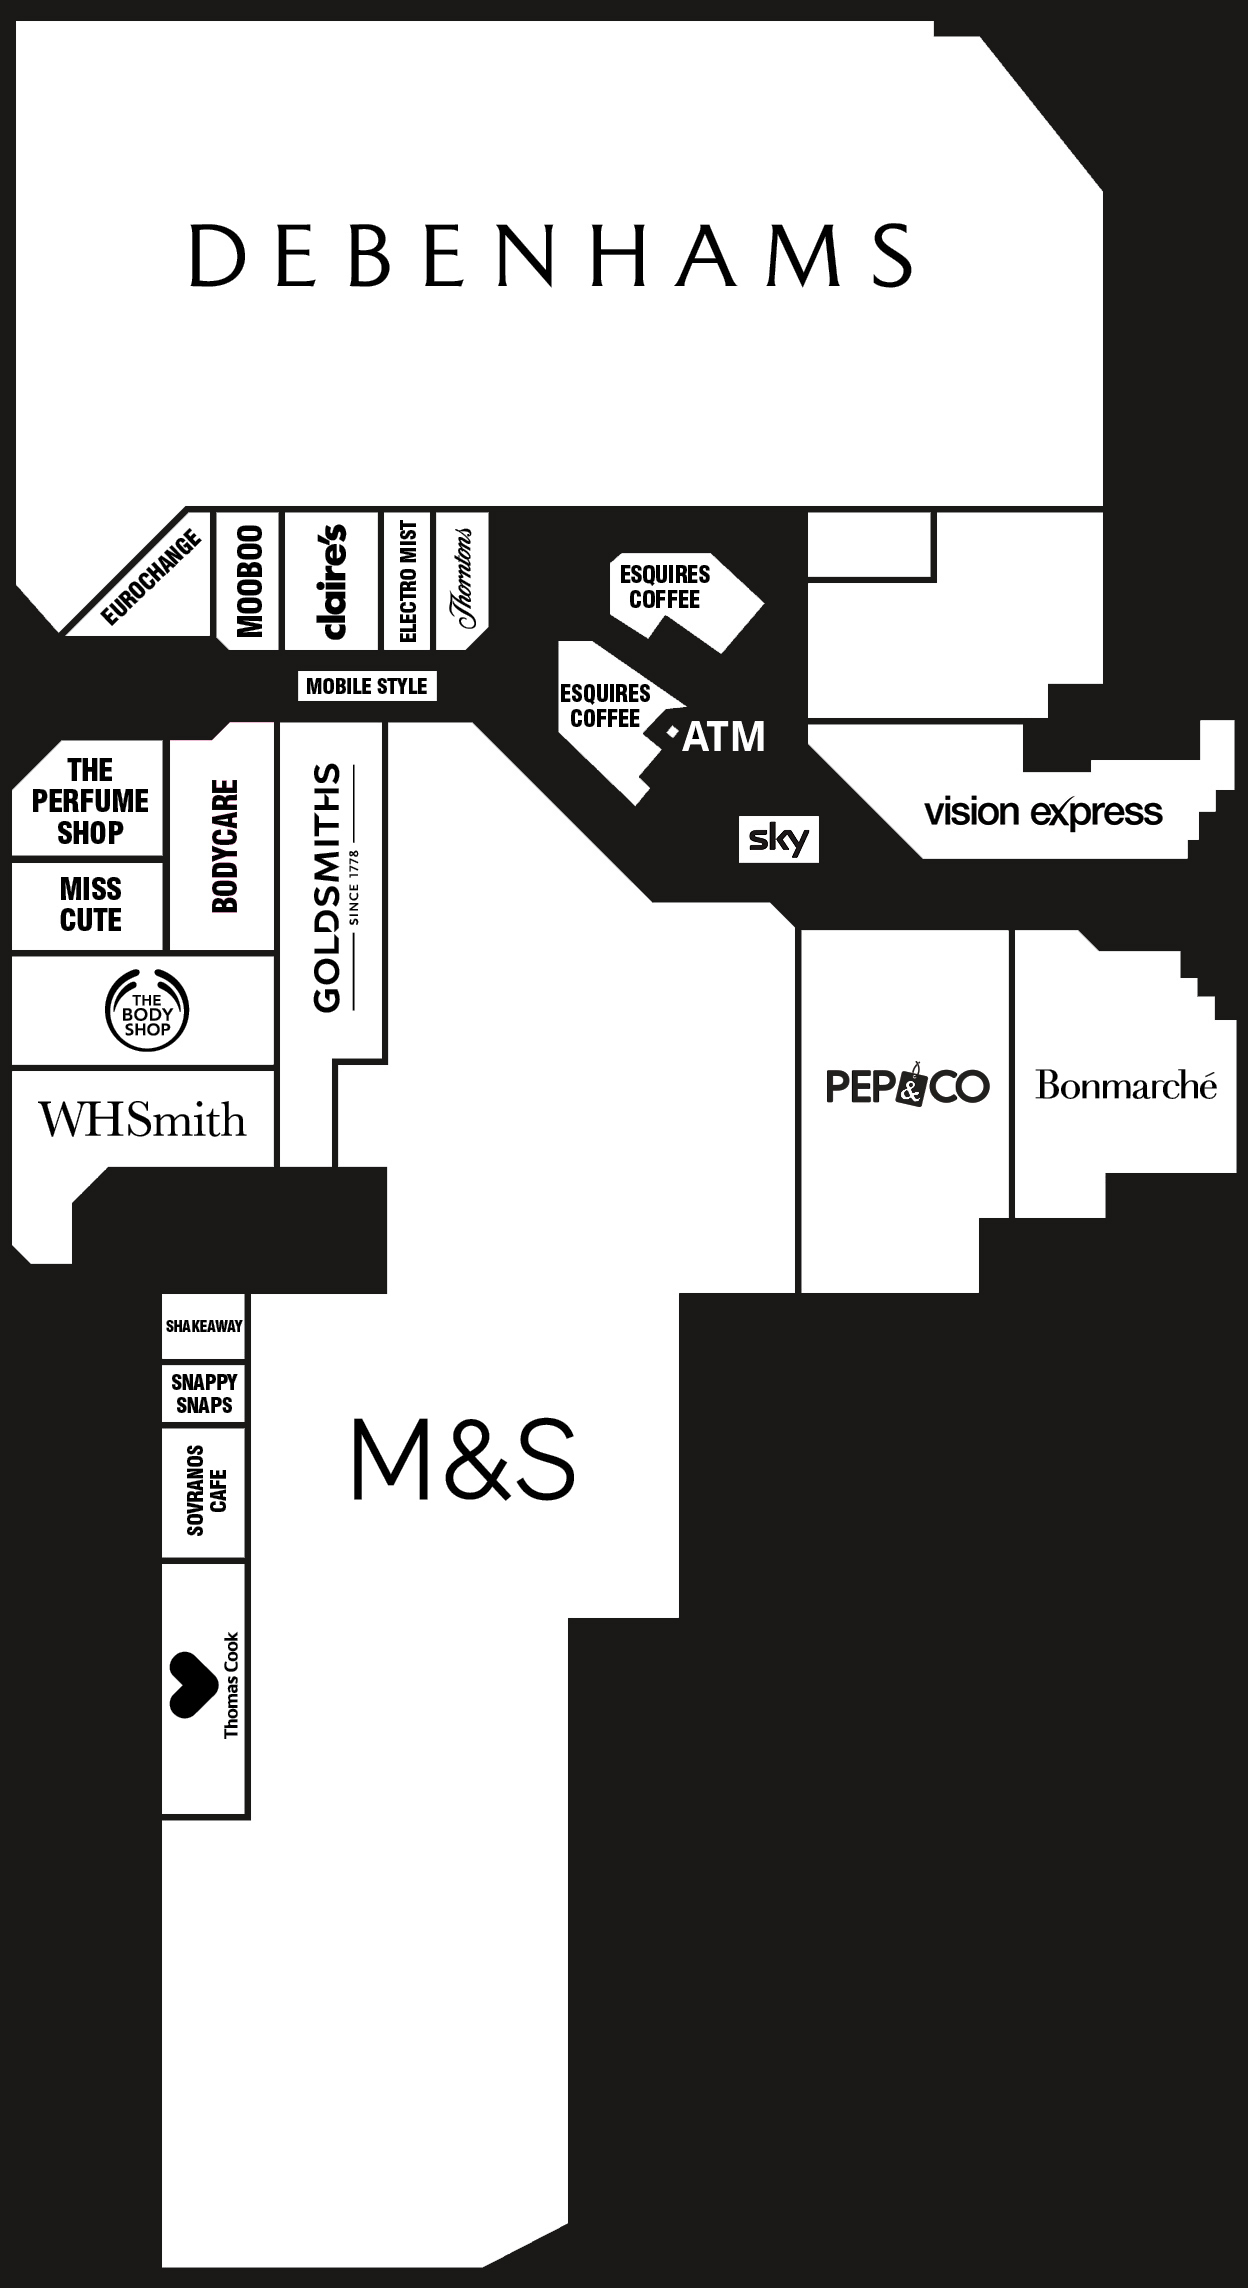 DEBENHAMS
EUROCHANGE
MOOBOO
claire's
ELECTRO MIST
Thorntons
ESQUIRES
COFFEE
MOBILE STYLE
ESQUIRES
COFFEE
ATM
THE
PERFUME
SHOP
BODYCARE
GOLDSMITHS
SINCE 1778
sky
vision express
MISS
CUTE
THE
BODY
SHOP
PEP&CO
Bonmarché
WHSmith
SHAKEAWAY
SNAPPY
SNAPS
SOVRANOS
CAFE
M&S
Thomas Cook